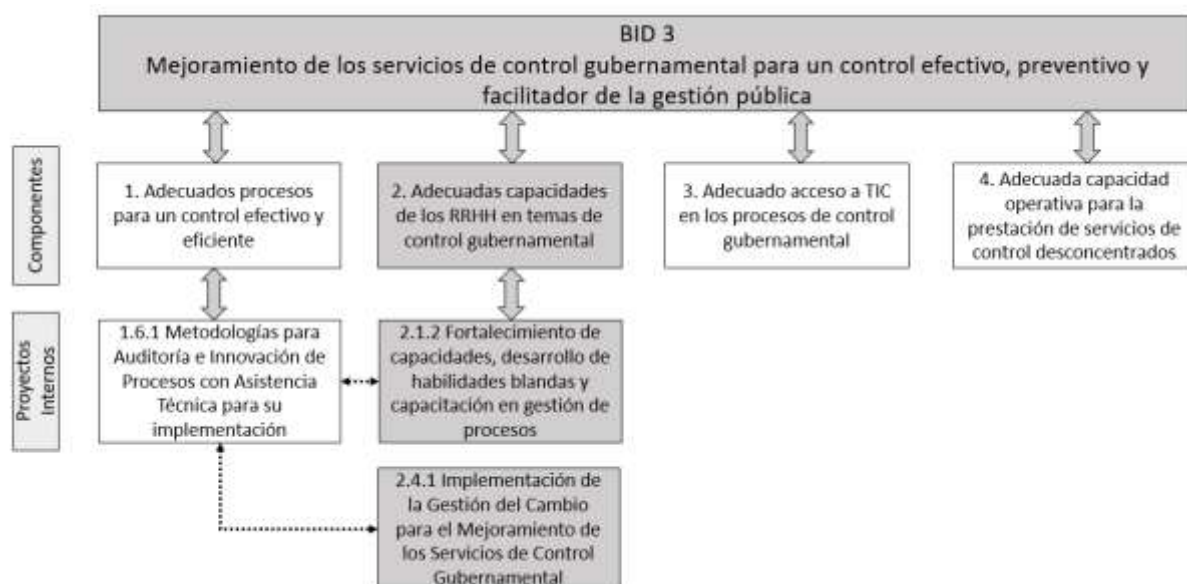 BID 3
Mejoramiento de los servicios de control gubernamental para un control efectivo, preventivo y
facilitador de la gestión pública
Componentes
1. Adecuados procesos
para un control efectivo y
eficiente
2. Adecuadas capacidades
de los RRHH en temas de
control gubernamental
3. Adecuado acceso a TIC
en los procesos de control
gubernamental
4. Adecuada capacidad
operativa para la
prestación de servicios de
control desconcentrados
Proyectos
Internos
1.6.1 Metodologías para
Auditoría e Innovación de
Procesos con Asistencia
Técnica para su
implementación
2.1.2 Fortalecimiento de
capacidades, desarrollo de
habilidades blandas y
capacitación en gestión de
procesos
2.4.1 Implementación de
la Gestión del Cambio
para el Mejoramiento de
los Servicios de Control
Gubernamental